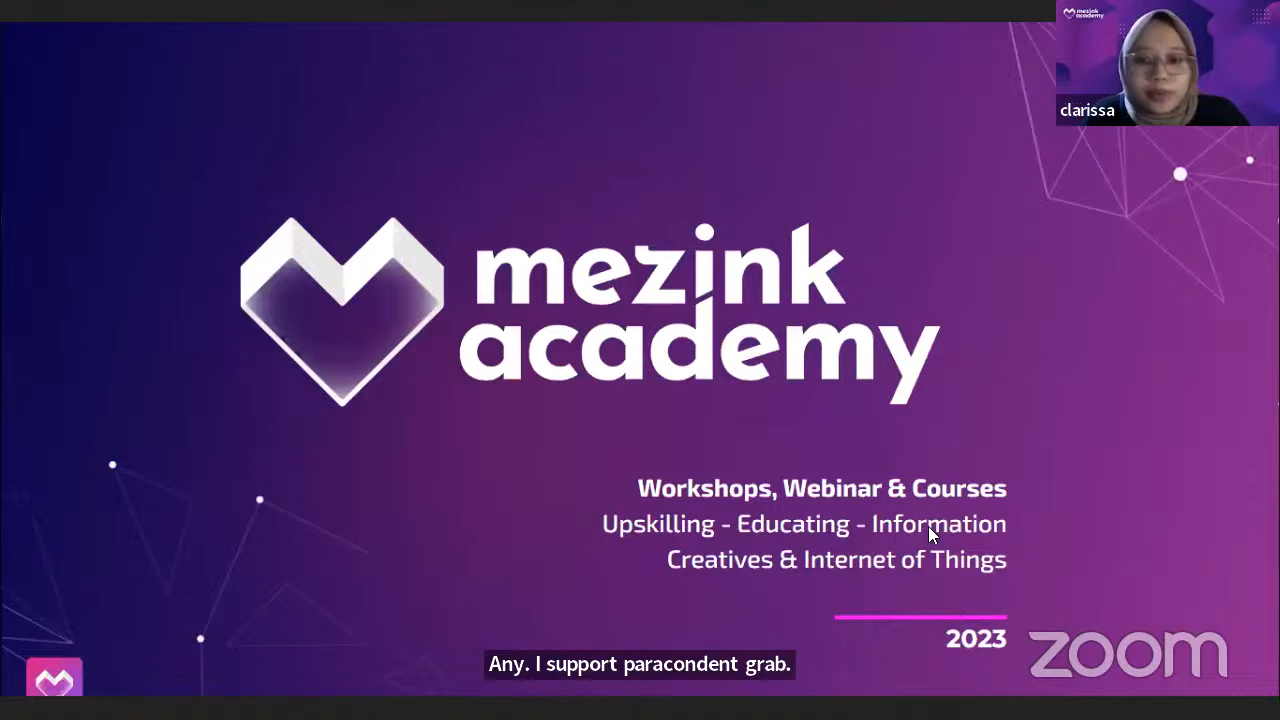 mezink
academy
clarissa
mezink
academy
Workshops, Webinar & Courses
Upskilling - Educating - Information
Creatives & Internet of Things
2023
zoom
Any. I support paracondent grab.